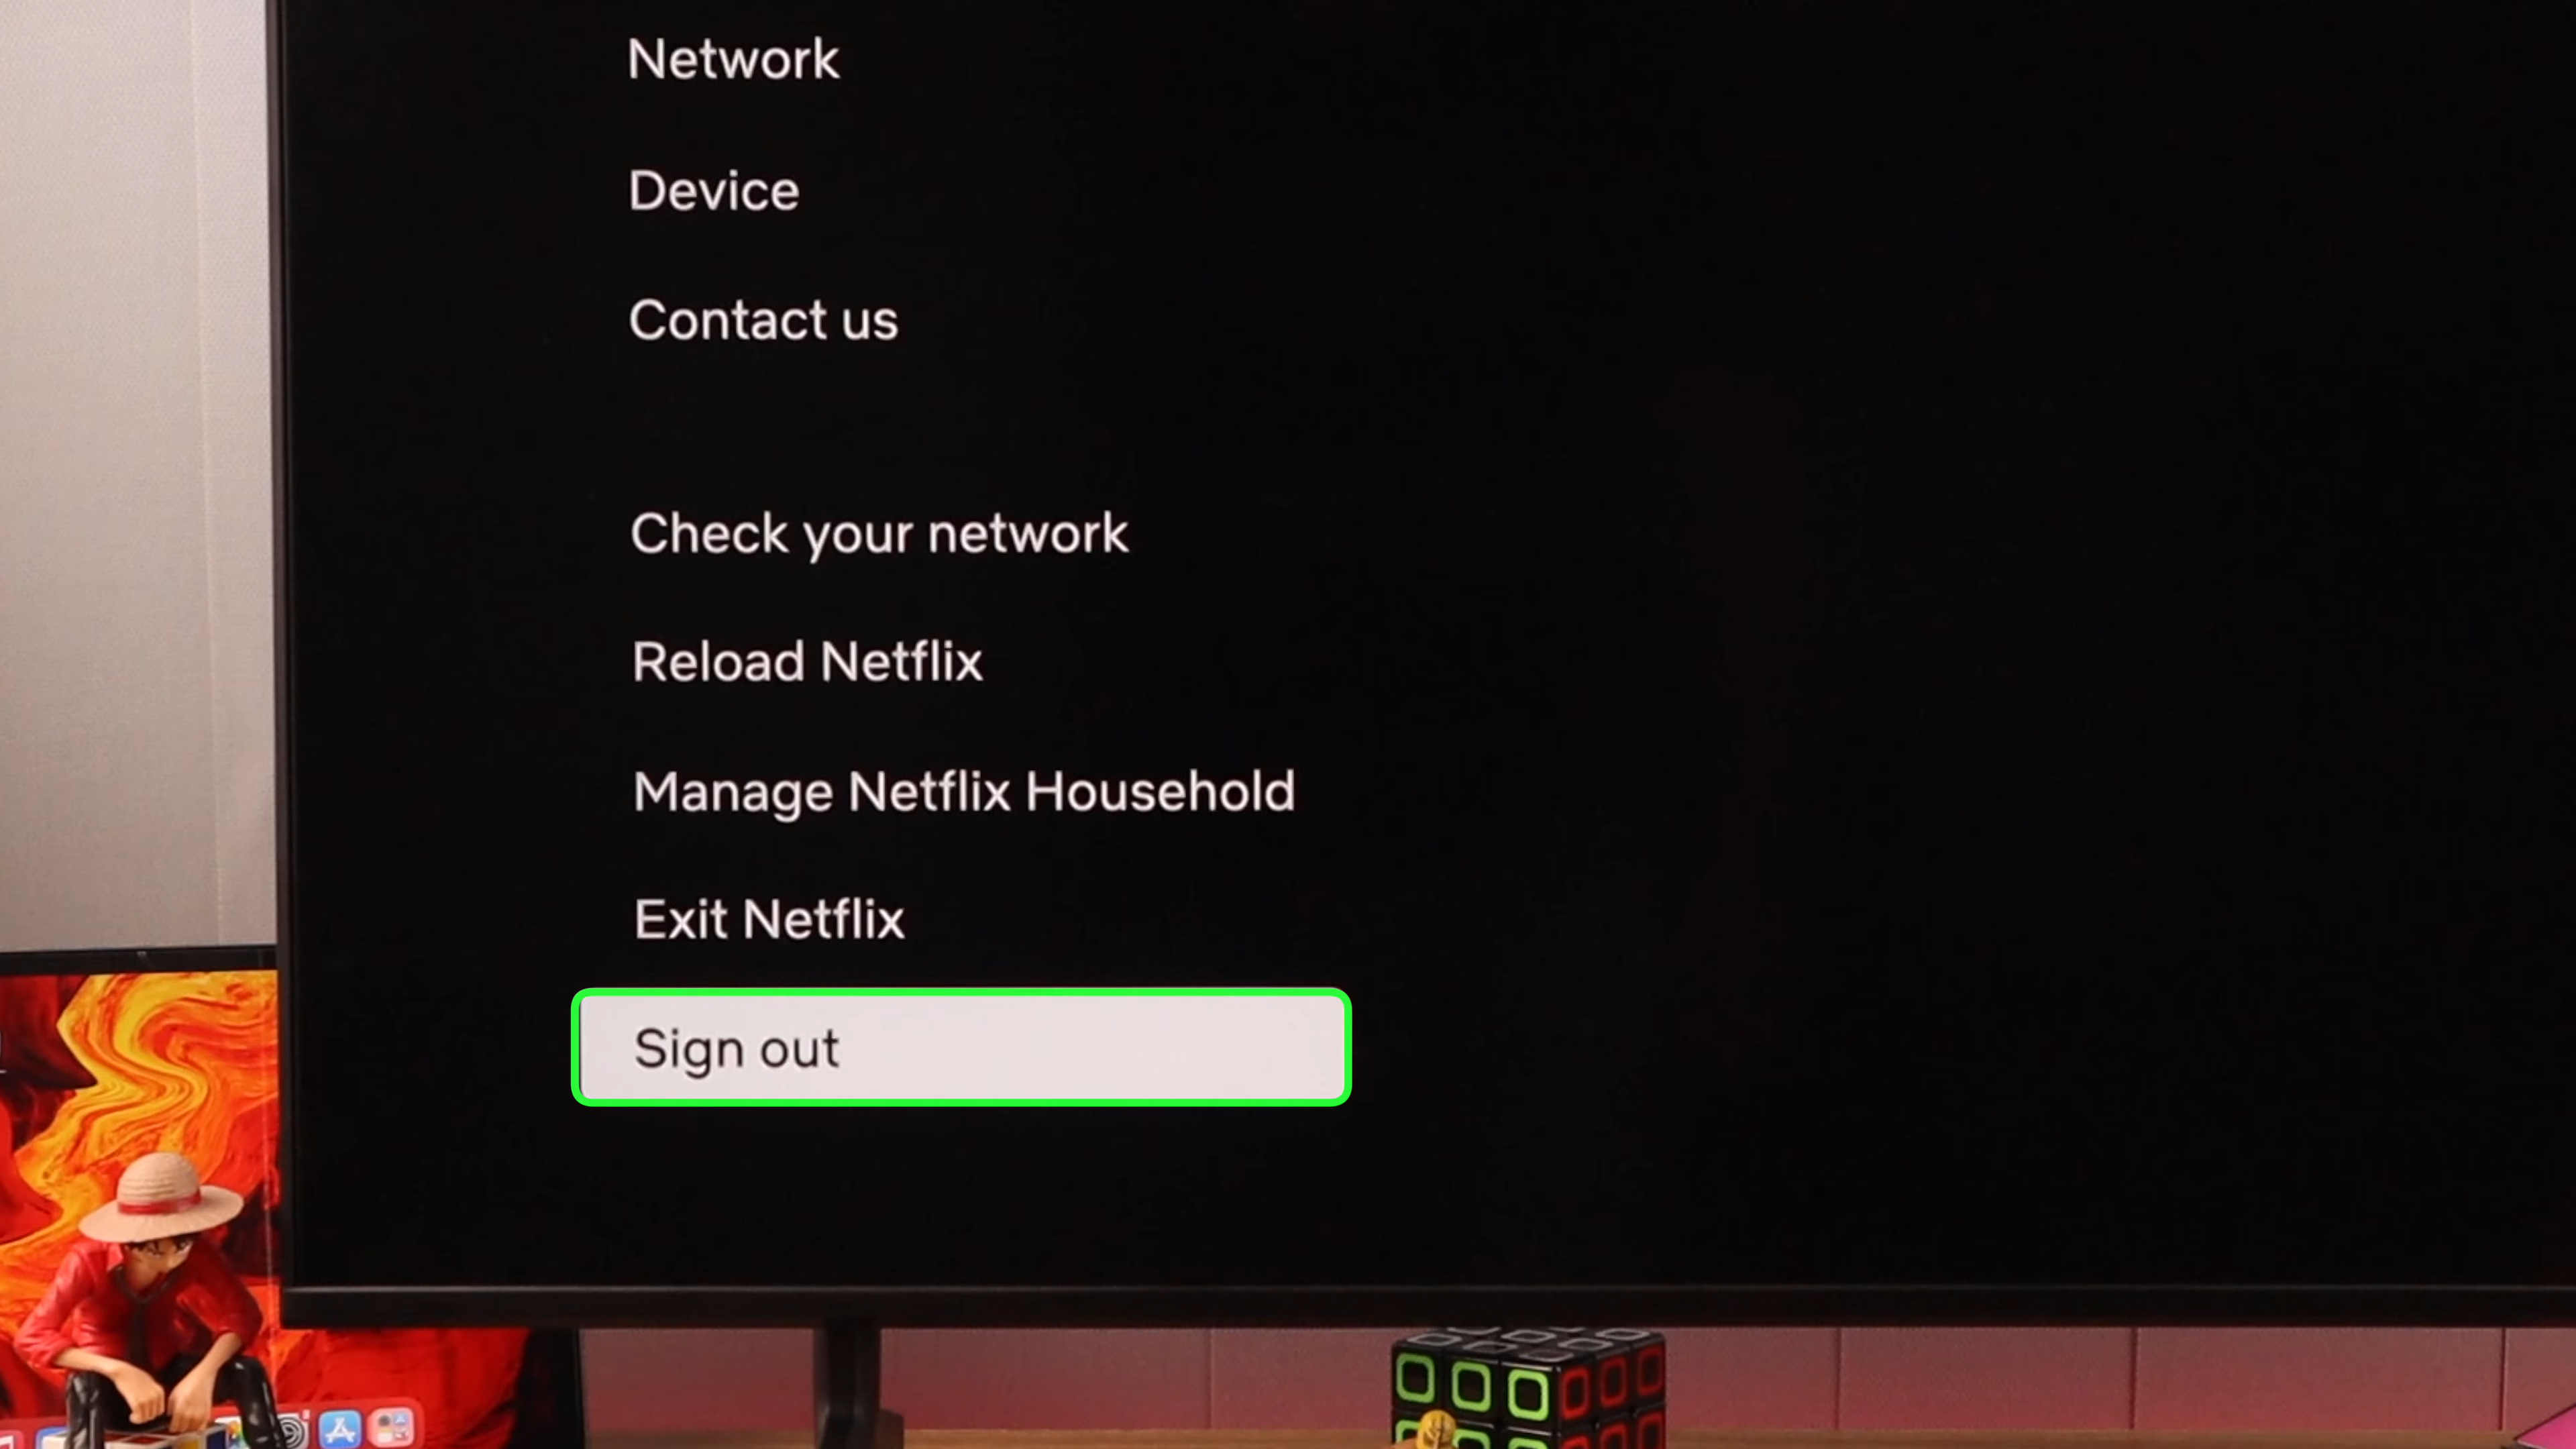 Network
Device
Contact us
Check your network
Reload Netflix
Manage Netflix Household
Exit Netflix
Sign out